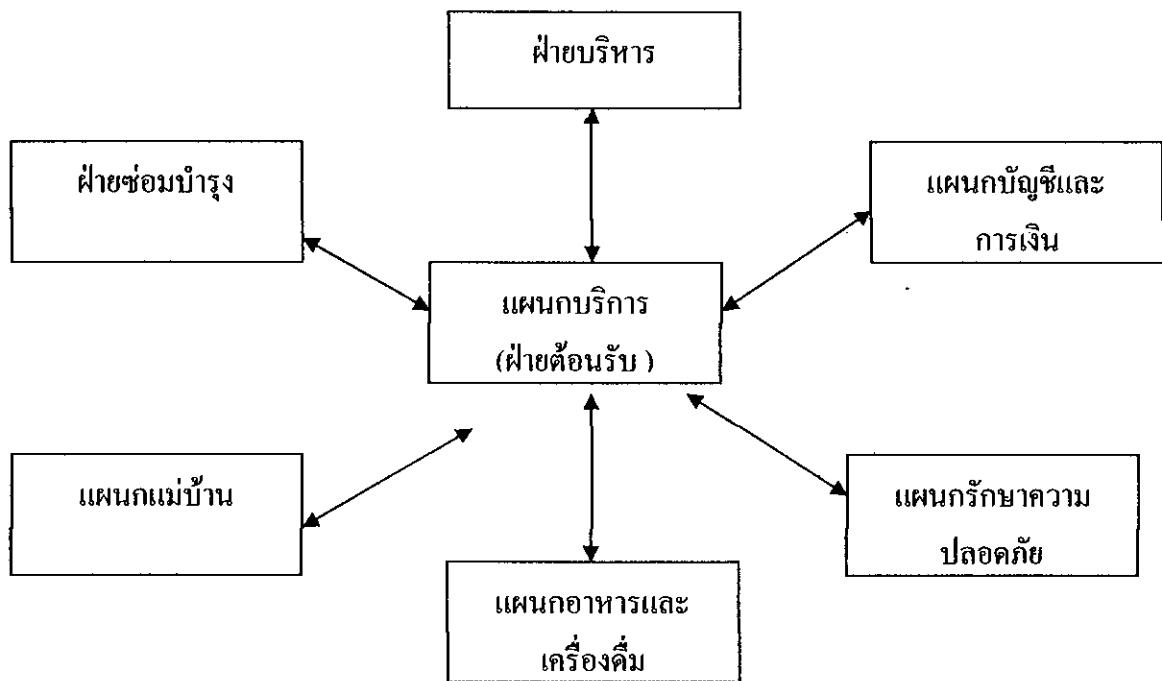 ฝ่ายบริหาร
ฝ่ายซ่อมบำรุง
แผนกบัญชีและ
การเงิน
แผนกบริการ
(ฝ่ายต้อนรับ )
แผนกแม่บ้าน
แผนกรักษาความ
ปลอดภัย
แผนกอาหารและ
เครื่องดื่ม